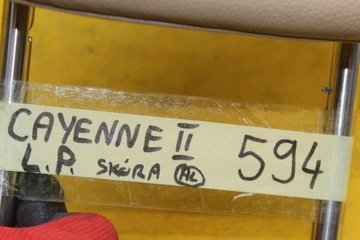 CAYENNE II 594
L.P. SKÓRA AL